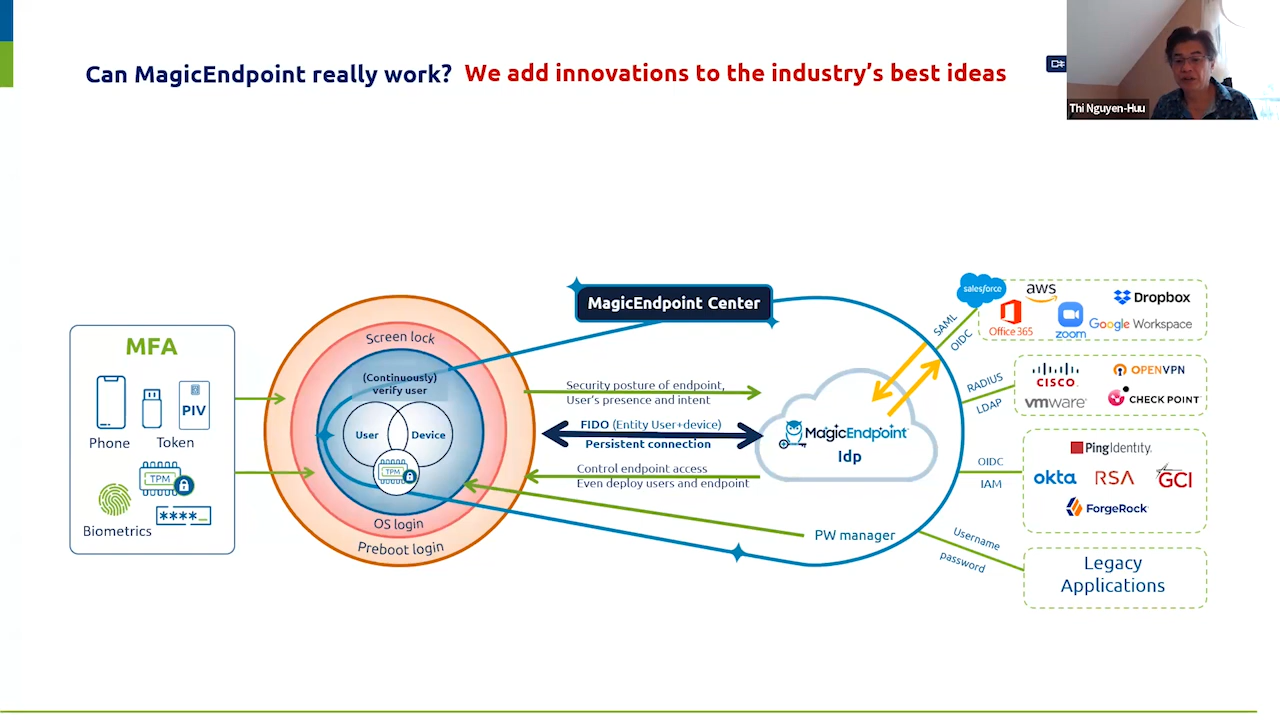 Can MagicEndpoint really work? We add innovations to the industry's best ideas
Thi Nguyen-Huu
MFA
PIV
Phone
Token
TPM
****_
Biometrics
Screen lock
(Continuously)
verify user
User
Device
TPM
OS login
Preboot login
MagicEndpoint Center
Security posture of endpoint,
User's presence and intent
FIDO (Entity User+device)
Persistent connection
Control endpoint access
Even deploy users and endpoint
PW manager
MagicEndpoint
Idp
SAML
OIDC
salesforce
aws
Dropbox
Office 365
zoom
Google Workspace
RADIUS
LDAP
CISCO
OPENVPN
vmware
CHECK POINT
OIDC
IAM
PingIdentity
okta
RSA
GCI
ForgeRock
Username
password
Legacy
Applications